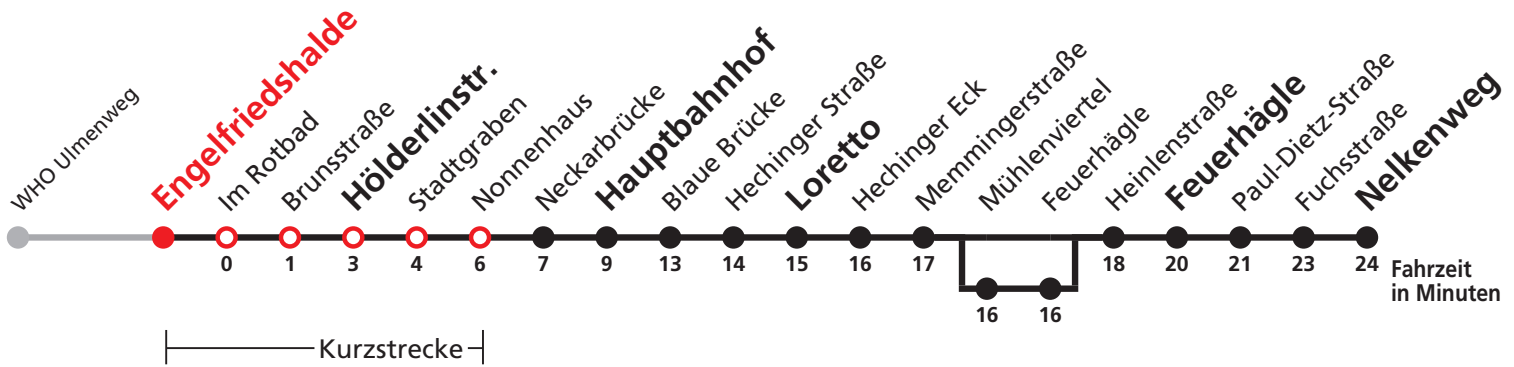 WHO Ulmenweg
Engelfriedshalde
Im Rotbad
Brunsstraße
Hölderlinstr.
Stadtgraben
Nonnenhaus
Neckarbrücke
Hauptbahnhof
Blaue Brücke
Hechinger Straße
Loretto
Hechinger Eck
Memmingerstraße
Mühlenviertel
Feuerhägle
Heinlenstraße
Feuerhägle
Paul-Dietz-Straße
Fuchsstraße
Nelkenweg
0 1 3 4 6 7 9 13 14 15 16 17 18 20 21 23 24
Fahrzeit
in Minuten
16 16
Kurzstrecke